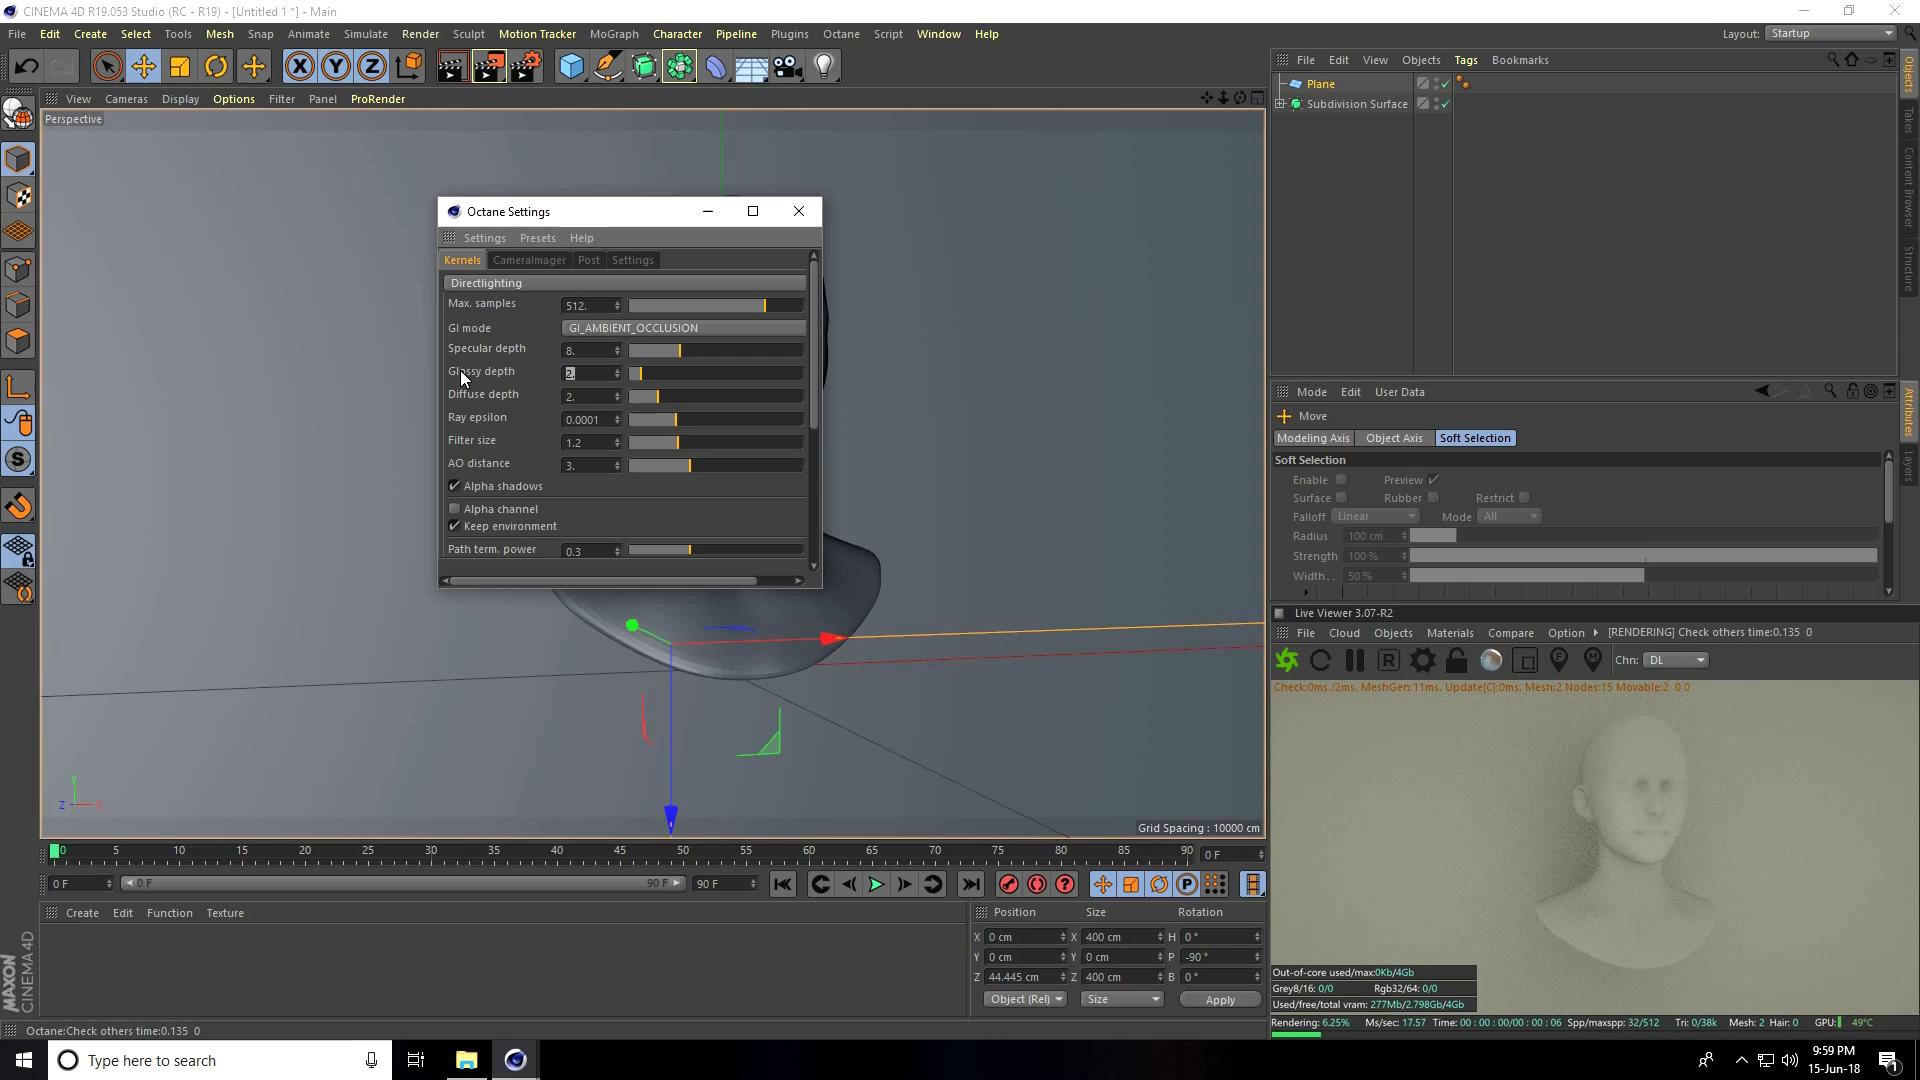 CINEMA 4D R19.053 Studio (RC - R19) - [Untitled 1 *] - Main
File Edit Create Select Tools Mesh Snap Animate Simulate Render Sculpt Motion Tracker MoGraph Character Pipeline Plugins Octane Script Window Help
Layout: Startup
View Cameras Display Options Filter Panel ProRender
Perspective
File Edit View Objects Tags Bookmarks
Plane
Subdivision Surface
Objects
Takes
Content Browser
Structure
Octane Settings
Settings Presets Help
Kernels CameraImager Post Settings
Directlighting
Max. samples 512.
GI mode GI_AMBIENT_OCCLUSION
Specular depth 8.
Glossy depth 2.
Diffuse depth 2.
Ray epsilon 0.0001
Filter size 1.2
AO distance 3.
Alpha shadows
Alpha channel
Keep environment
Path term. power 0.3
Mode Edit User Data
Move
Modeling Axis Object Axis Soft Selection
Soft Selection
Enable Preview
Surface Rubber Restrict
Falloff Linear Mode All
Radius 100 cm
Strength 100 %
Width.. 50 %
Attributes
Layers
Live Viewer 3.07-R2
File Cloud Objects Materials Compare Option [RENDERING] Check others time:0.135 0
Chn: DL
Check:0ms./2ms. MeshGen:11ms. Update[C]:0ms. Mesh:2 Nodes:15 Movable:2 0 0
Out-of-core used/max:0Kb/4Gb
Grey8/16: 0/0 Rgb32/64: 0/0
Used/free/total vram: 277Mb/2.798Gb/4Gb
Rendering: 6.25% Ms/sec: 17.57 Time: 00 : 00 : 00/00 : 00 : 06 Spp/maxspp: 32/512 Tri: 0/38k Mesh: 2 Hair: 0 GPU: 49°C
Y
Z X
Grid Spacing : 10000 cm
0 5 10 15 20 25 30 35 40 45 50 55 60 65 70 75 80 85 90 0 F
0 F 0 F 90 F 90 F
Create Edit Function Texture
Position Size Rotation
X 0 cm X 400 cm H 0 °
Y 0 cm Y 0 cm P -90 °
Z 44.445 cm Z 400 cm B 0 °
Object (Rel) Size Apply
MAXON
CINEMA 4D
Octane:Check others time:0.135 0
Type here to search
9:59 PM
15-Jun-18
1